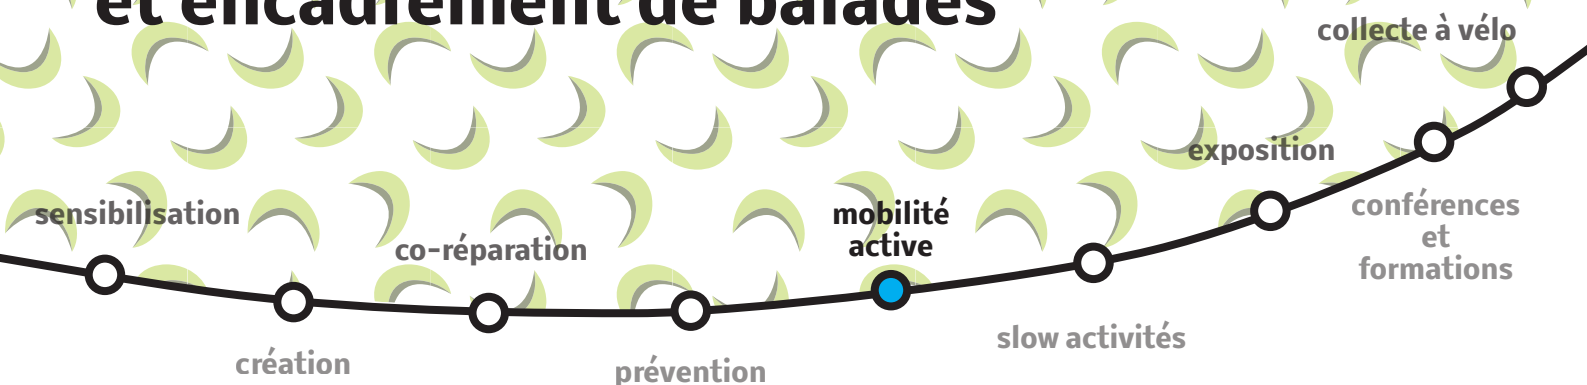 et encadrement de balades
collecte à vélo
exposition
sensibilisation
co-réparation
mobilité
active
conférences
et
formations
slow activités
création
prévention